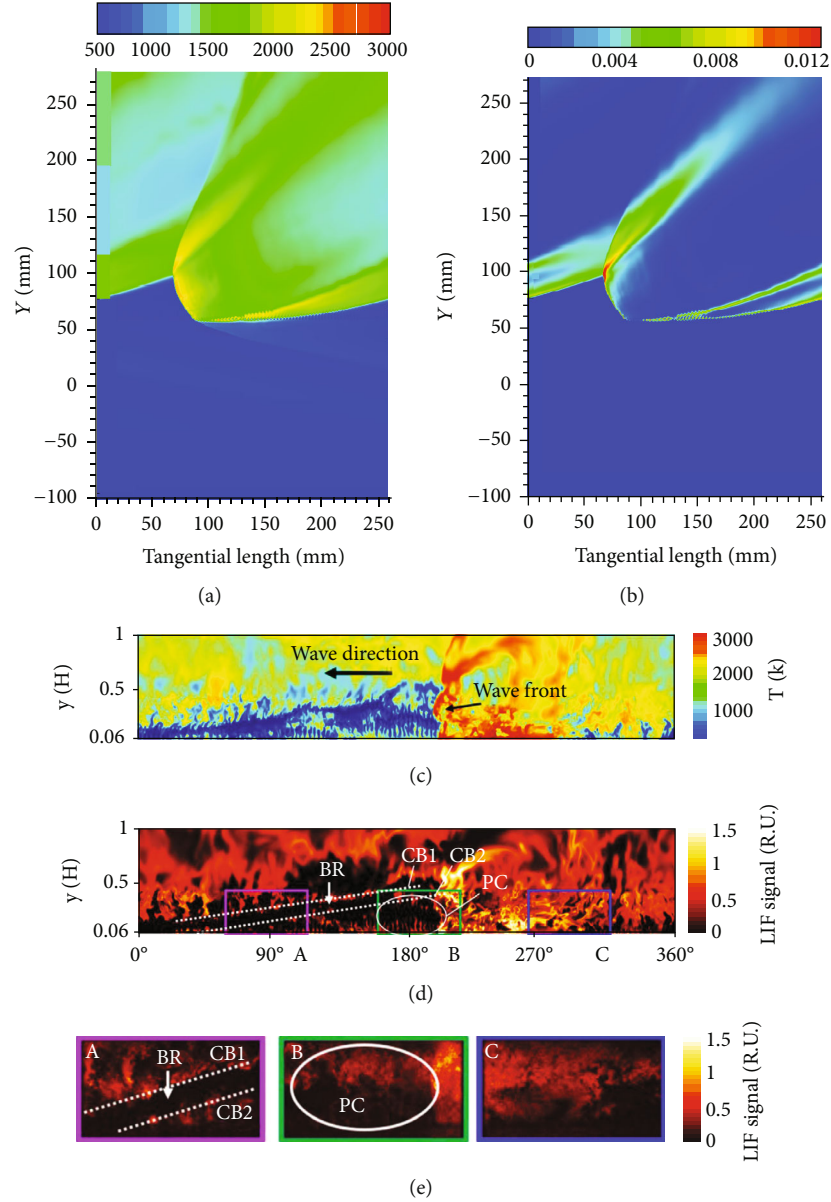 500 1000 1500 2000 2500 3000
250
200
150
100
50
0
−50
−100
Y (mm)
0 50 100 150 200 250
Tangential length (mm)
(a)
0 0.004 0.008 0.012
250
200
150
100
50
0
−50
−100
Y (mm)
0 50 100 150 200 250
Tangential length (mm)
(b)
1
0.5
0.06
y (H)
Wave direction
Wave front
3000
2000
1000
T (k)
(c)
1
0.5
0.06
y (H)
BR
CB1
CB2
PC
0° 90° A 180° B 270° C 360°
1.5
1
0.5
0
LIF signal (R.U.)
(d)
A
BR
CB1
CB2
B
PC
C
1.5
1
0.5
0
LIF signal (R.U.)
(e)